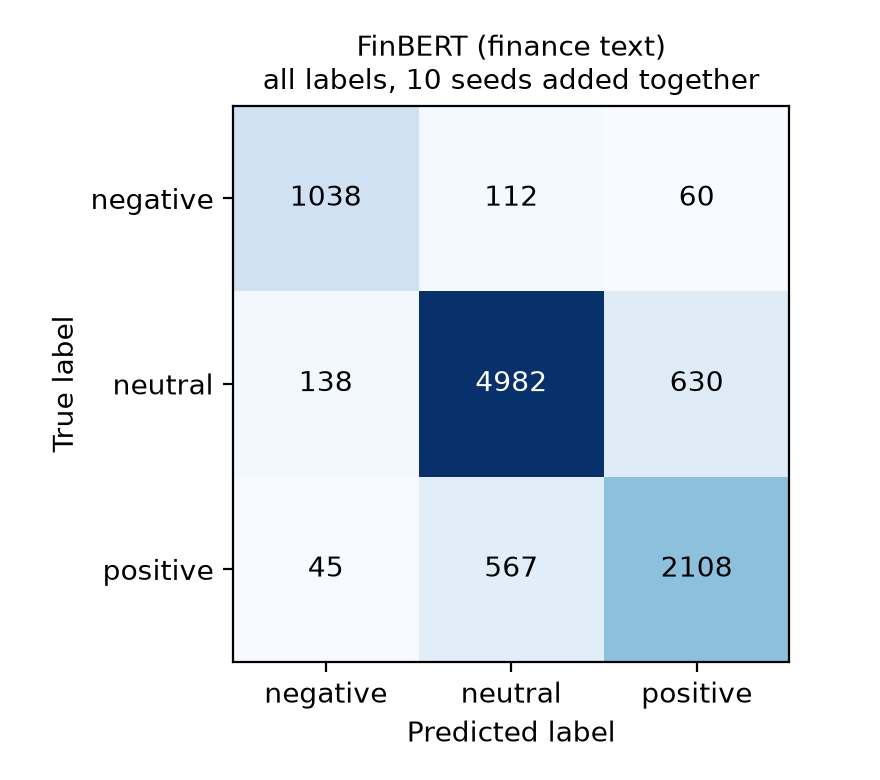 FinBERT (finance text)
all labels, 10 seeds added together
True label
negative 1038 112 60
neutral 138 4982 630
positive 45 567 2108
negative neutral positive
Predicted label